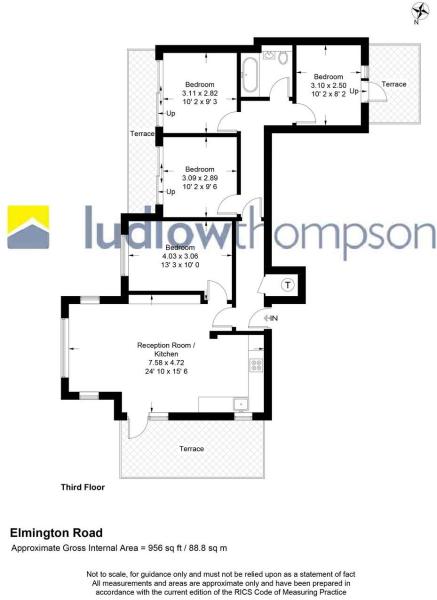 N
Bedroom
3.11 x 2.82
10' 2 x 9' 3
Up
Bedroom
3.10 x 2.50
10' 2 x 8' 2
Up
Terrace
Terrace
Bedroom
3.09 x 2.89
10' 2 x 9' 6
Up
ludlowthompson
Bedroom
4.03 x 3.06
13' 3 x 10' 0
T
IN
Reception Room /
Kitchen
7.58 x 4.72
24' 10 x 15' 6
Terrace
Third Floor
Elmington Road
Approximate Gross Internal Area = 956 sq ft / 88.8 sq m
Not to scale, for guidance only and must not be relied upon as a statement of fact
All measurements and areas are approximate only and have been prepared in
accordance with the current edition of the RICS Code of Measuring Practice